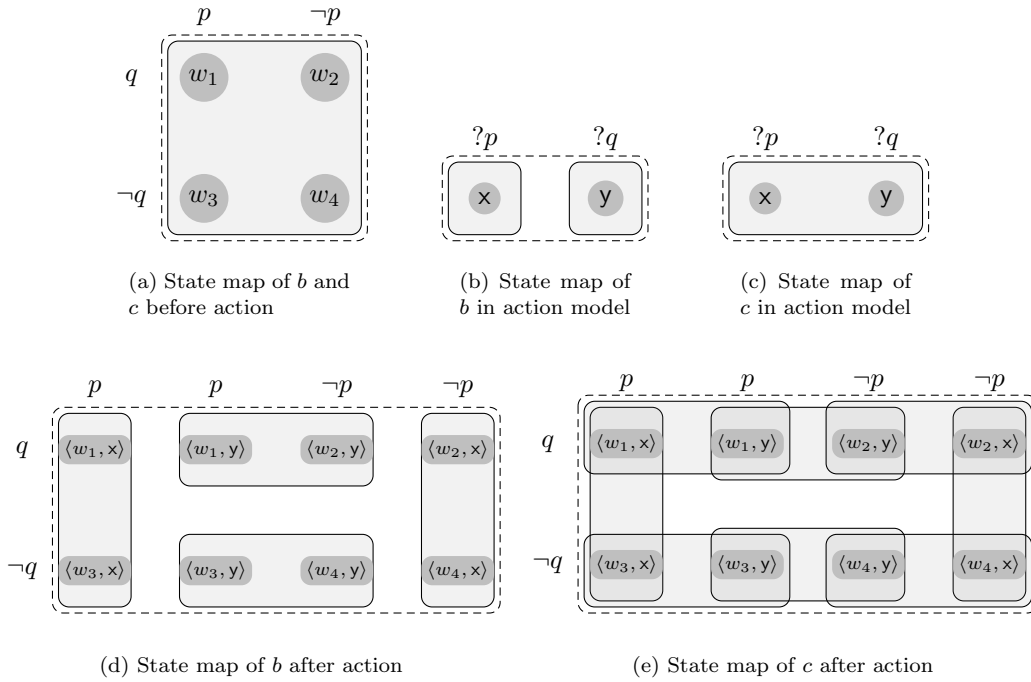 p ¬p
q w₁ w₂
¬q w₃ w₄
?p ?q
x y
?p ?q
x y
(a) State map of b and
c before action
(b) State map of
b in action model
(c) State map of
c in action model
p p ¬p ¬p
q ⟨w₁, x⟩ ⟨w₁, y⟩ ⟨w₂, y⟩ ⟨w₂, x⟩
¬q ⟨w₃, x⟩ ⟨w₃, y⟩ ⟨w₄, y⟩ ⟨w₄, x⟩
(d) State map of b after action
p p ¬p ¬p
q ⟨w₁, x⟩ ⟨w₁, y⟩ ⟨w₂, y⟩ ⟨w₂, x⟩
¬q ⟨w₃, x⟩ ⟨w₃, y⟩ ⟨w₄, y⟩ ⟨w₄, x⟩
(e) State map of c after action